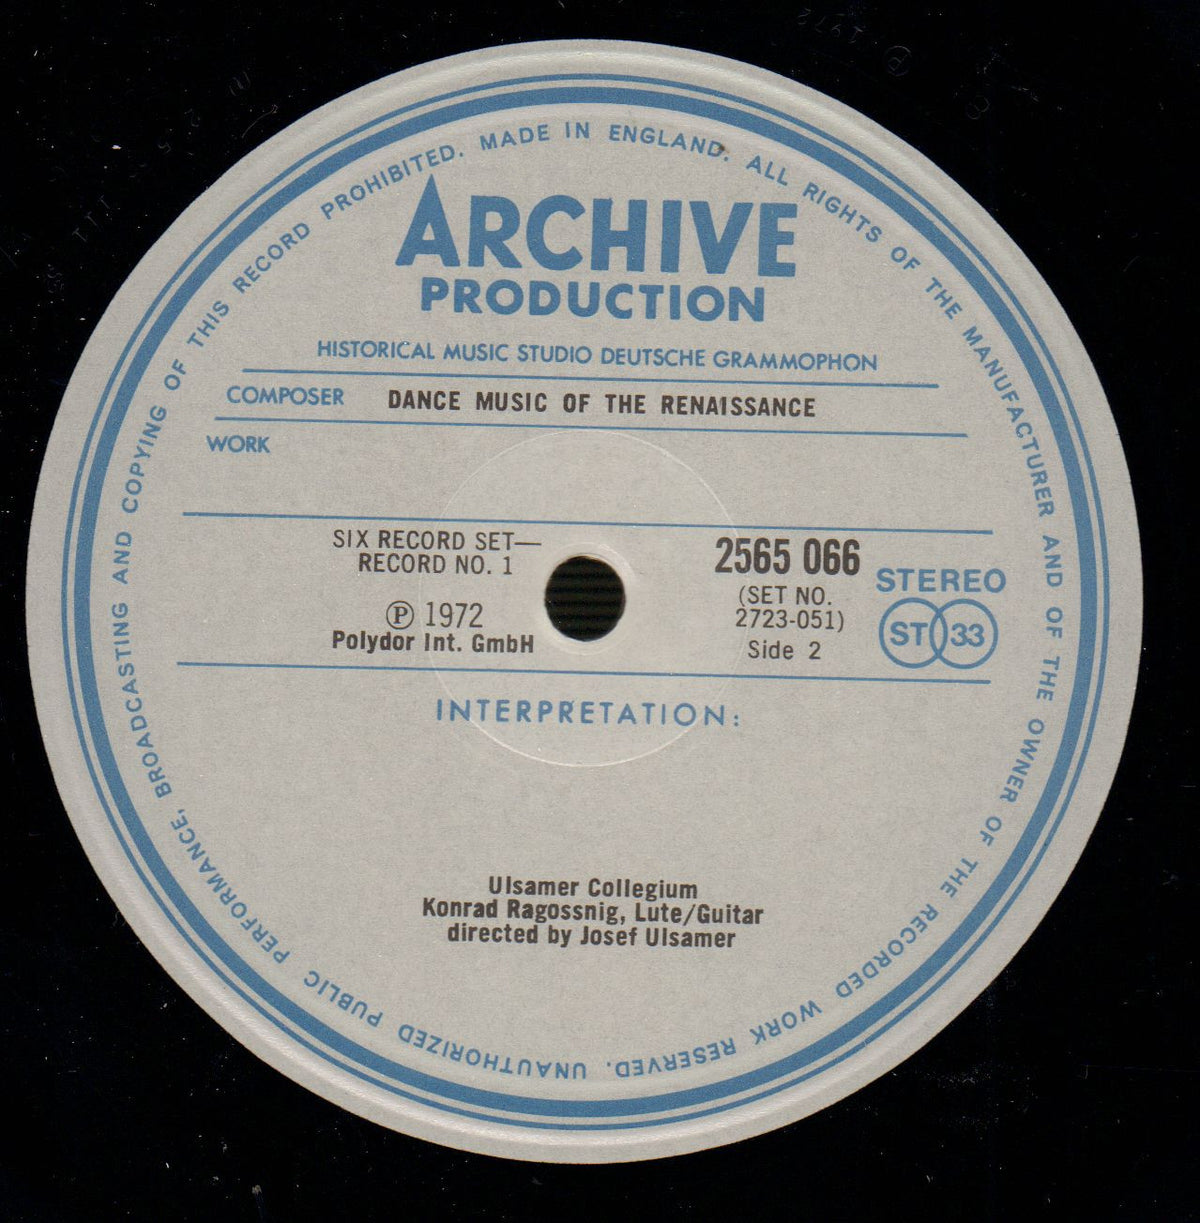 MADE IN ENGLAND. ALL RIGHTS OF THE MANUFACTURER AND OF THE OWNER OF THE RECORDED WORK RESERVED. UNAUTHORIZED PUBLIC PERFORMANCE, BROADCASTING AND COPYING OF THIS RECORD PROHIBITED.
ARCHIVE
PRODUCTION
HISTORICAL MUSIC STUDIO DEUTSCHE GRAMMOPHON
COMPOSER DANCE MUSIC OF THE RENAISSANCE
WORK
SIX RECORD SET—
RECORD NO. 1
℗ 1972
Polydor Int. GmbH
2565 066
(SET NO.
2723-051)
Side 2
STEREO
ST 33
INTERPRETATION:
Ulsamer Collegium
Konrad Ragossnig, Lute/Guitar
directed by Josef Ulsamer